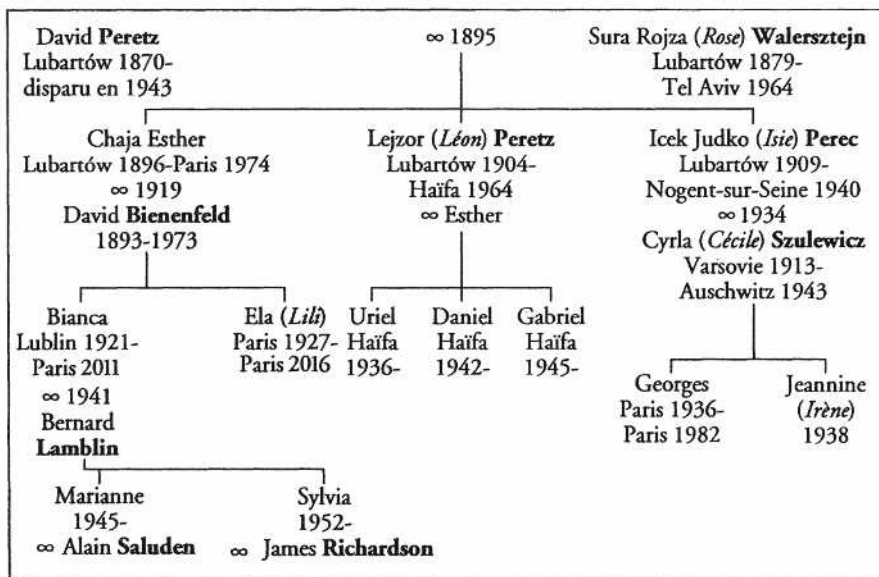 David Peretz
Lubartów 1870-
disparu en 1943
∞ 1895
Sura Rojza (Rose) Walersztejn
Lubartów 1879-
Tel Aviv 1964
Chaja Esther
Lubartów 1896-Paris 1974
∞ 1919
David Bienenfeld
1893-1973
Lejzor (Léon) Peretz
Lubartów 1904-
Haïfa 1964
∞ Esther
Icek Judko (Isie) Perec
Lubartów 1909-
Nogent-sur-Seine 1940
∞ 1934
Cyrla (Cécile) Szulewicz
Varsovie 1913-
Auschwitz 1943
Bianca
Lublin 1921-
Paris 2011
∞ 1941
Bernard
Lamblin
Ela (Lili)
Paris 1927-
Paris 2016
Uriel
Haïfa
1936-
Daniel
Haïfa
1942-
Gabriel
Haïfa
1945-
Georges
Paris 1936-
Paris 1982
Jeannine
(Irène)
1938
Marianne
1945-
∞ Alain Saluden
Sylvia
1952-
∞ James Richardson